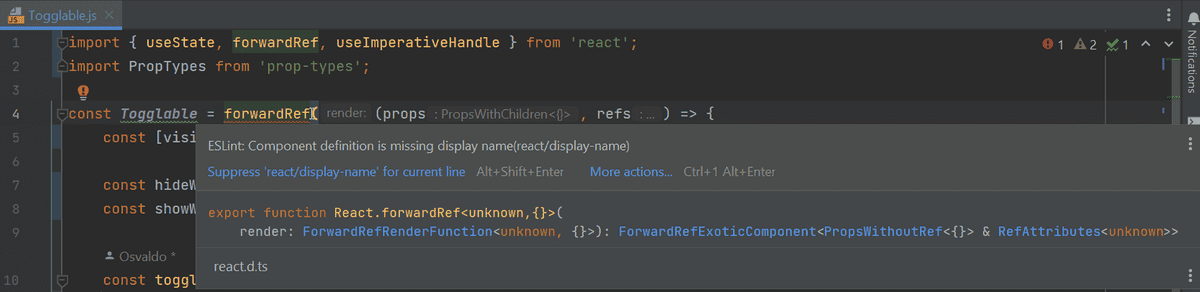 Togglable.js
1 import { useState, forwardRef, useImperativeHandle } from 'react';
1 2 1
2 import PropTypes from 'prop-types';
3
4 const Togglable = forwardRef( render: (props : PropsWithChildren<{}> , refs : ... ) => {
5 const [visi
ESLint: Component definition is missing display name(react/display-name)
6
Suppress 'react/display-name' for current line Alt+Shift+Enter More actions... Ctrl+1 Alt+Enter
7 const hideW
8 const showW
export function React.forwardRef<unknown,{}>(
9 render: ForwardRefRenderFunction<unknown, {}>): ForwardRefExoticComponent<PropsWithoutRef<{}> & RefAttributes<unknown>>
Osvaldo *
react.d.ts
10 const toggl
Notifications